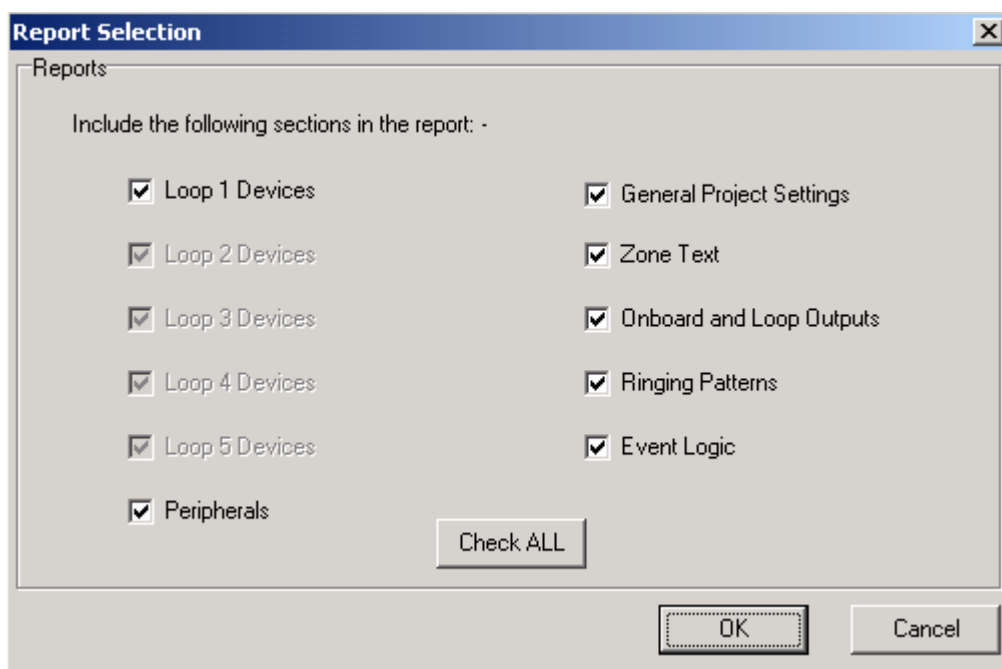 Report Selection
Reports
Include the following sections in the report: -
Loop 1 Devices
General Project Settings
Loop 2 Devices
Zone Text
Loop 3 Devices
Onboard and Loop Outputs
Loop 4 Devices
Ringing Patterns
Loop 5 Devices
Event Logic
Peripherals
Check ALL
OK
Cancel